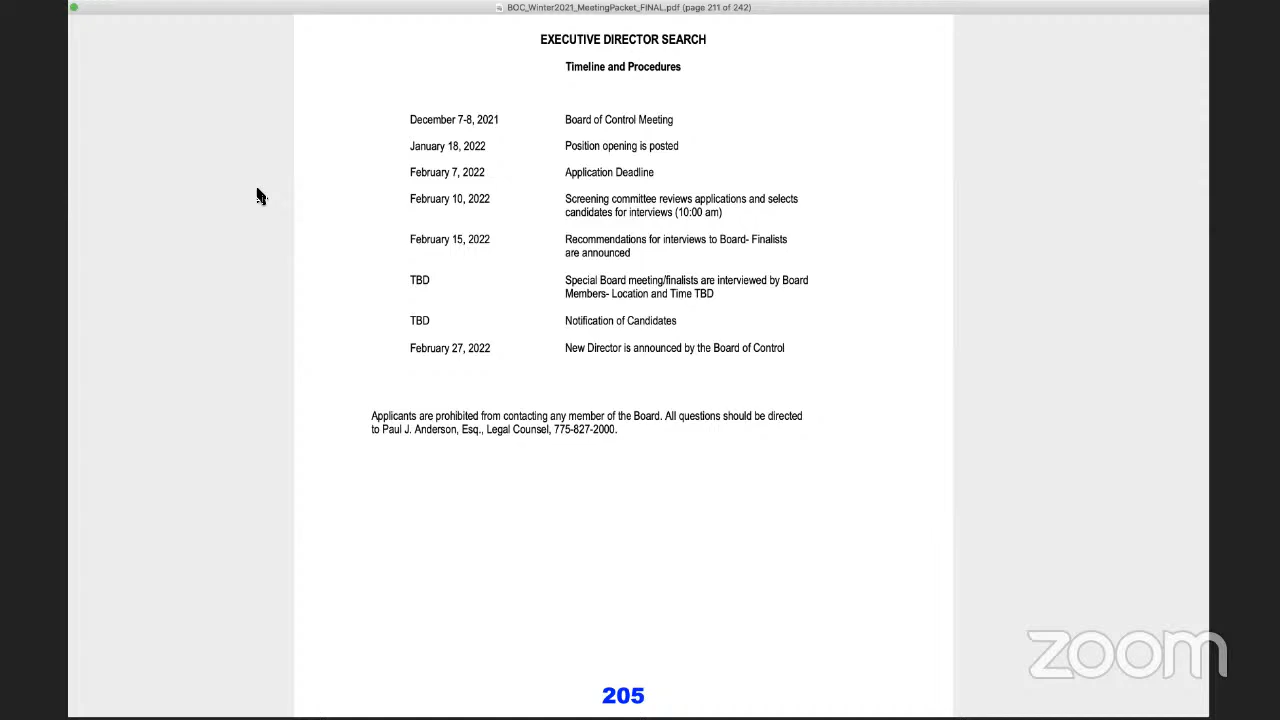 BOC_Winter2021_MeetingPacket_FINAL.pdf (page 211 of 242)
EXECUTIVE DIRECTOR SEARCH
Timeline and Procedures
December 7-8, 2021 Board of Control Meeting
January 18, 2022 Position opening is posted
February 7, 2022 Application Deadline
February 10, 2022 Screening committee reviews applications and selects
candidates for interviews (10:00 am)
February 15, 2022 Recommendations for interviews to Board- Finalists
are announced
TBD Special Board meeting/finalists are interviewed by Board
Members- Location and Time TBD
TBD Notification of Candidates
February 27, 2022 New Director is announced by the Board of Control
Applicants are prohibited from contacting any member of the Board. All questions should be directed
to Paul J. Anderson, Esq., Legal Counsel, 775-827-2000.
zoom
205